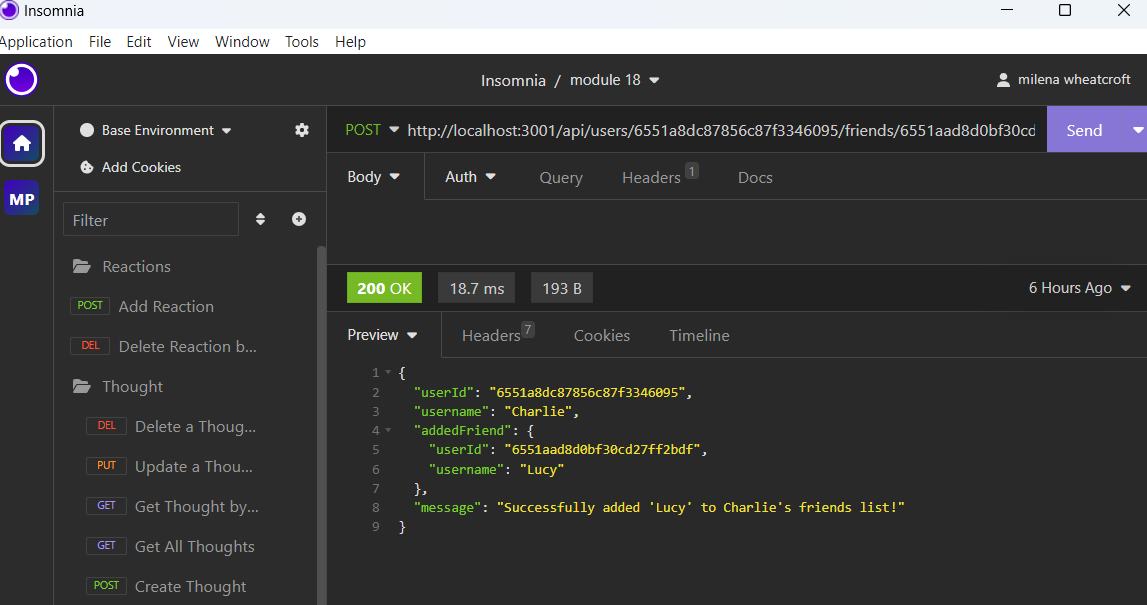 Insomnia
Application File Edit View Window Tools Help
Insomnia / module 18
milena wheatcroft
MP
Base Environment
Add Cookies
Filter
Reactions
POST Add Reaction
DEL Delete Reaction b...
Thought
DEL Delete a Thoug...
PUT Update a Thou...
GET Get Thought by...
GET Get All Thoughts
POST Create Thought
POST http://localhost:3001/api/users/6551a8dc87856c87f3346095/friends/6551aad8d0bf30cd
Send
Body Auth Query Headers 1 Docs
200 OK 18.7 ms 193 B 6 Hours Ago
Preview Headers 7 Cookies Timeline
1 {
2 "userId": "6551a8dc87856c87f3346095",
3 "username": "Charlie",
4 "addedFriend": {
5 "userId": "6551aad8d0bf30cd27ff2bdf",
6 "username": "Lucy"
7 },
8 "message": "Successfully added 'Lucy' to Charlie's friends list!"
9 }